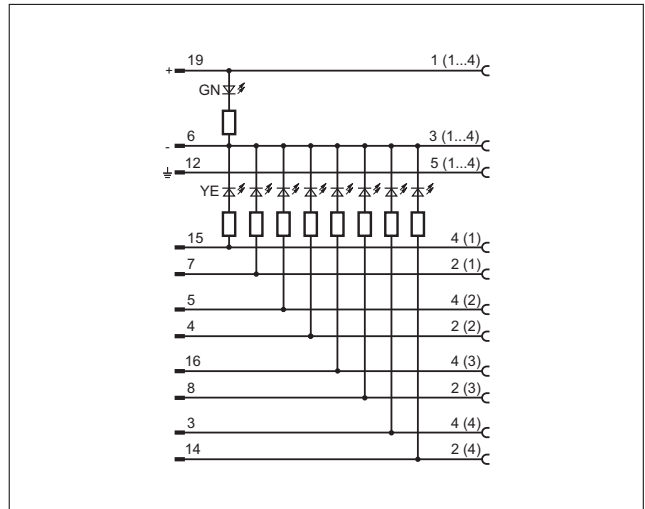 + 19 1 (1...4)
GN
- 6 3 (1...4)
12 5 (1...4)
YE
15 4 (1)
7 2 (1)
5 4 (2)
4 2 (2)
16 4 (3)
8 2 (3)
3 4 (4)
14 2 (4)